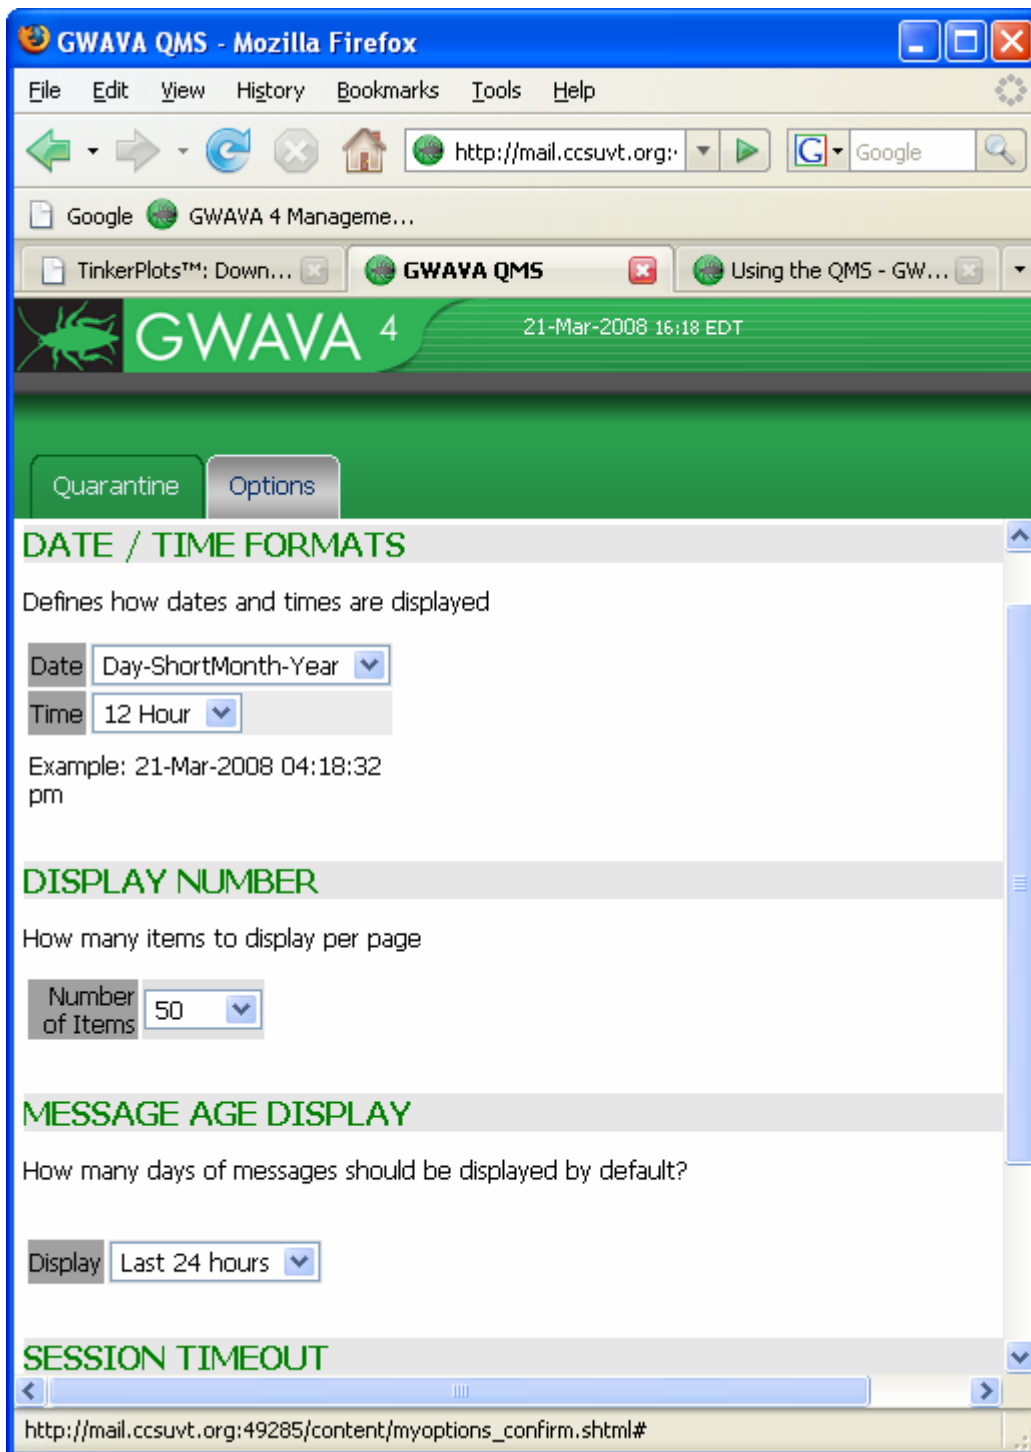 GWAVA QMS - Mozilla Firefox
File Edit View History Bookmarks Tools Help
http://mail.ccsuvt.org: G Google
Google GWAVA 4 Manageme...
TinkerPlots™: Down... GWAVA QMS Using the QMS - GW...
GWAVA 4 21-Mar-2008 16:18 EDT
Quarantine Options
DATE / TIME FORMATS
Defines how dates and times are displayed
Date Day-ShortMonth-Year
Time 12 Hour
Example: 21-Mar-2008 04:18:32
pm
DISPLAY NUMBER
How many items to display per page
Number
of Items 50
MESSAGE AGE DISPLAY
How many days of messages should be displayed by default?
Display Last 24 hours
SESSION TIMEOUT
http://mail.ccsuvt.org:49285/content/myoptions_confirm.shtml#